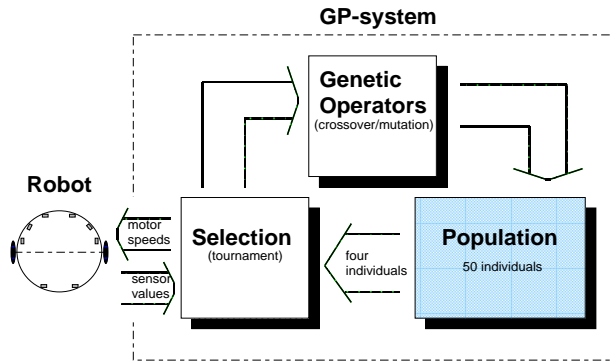 GP-system
Genetic
Operators
(crossover/mutation)
Robot
motor
speeds
sensor
values
Selection
(tournament)
four
individuals
Population
50 individuals